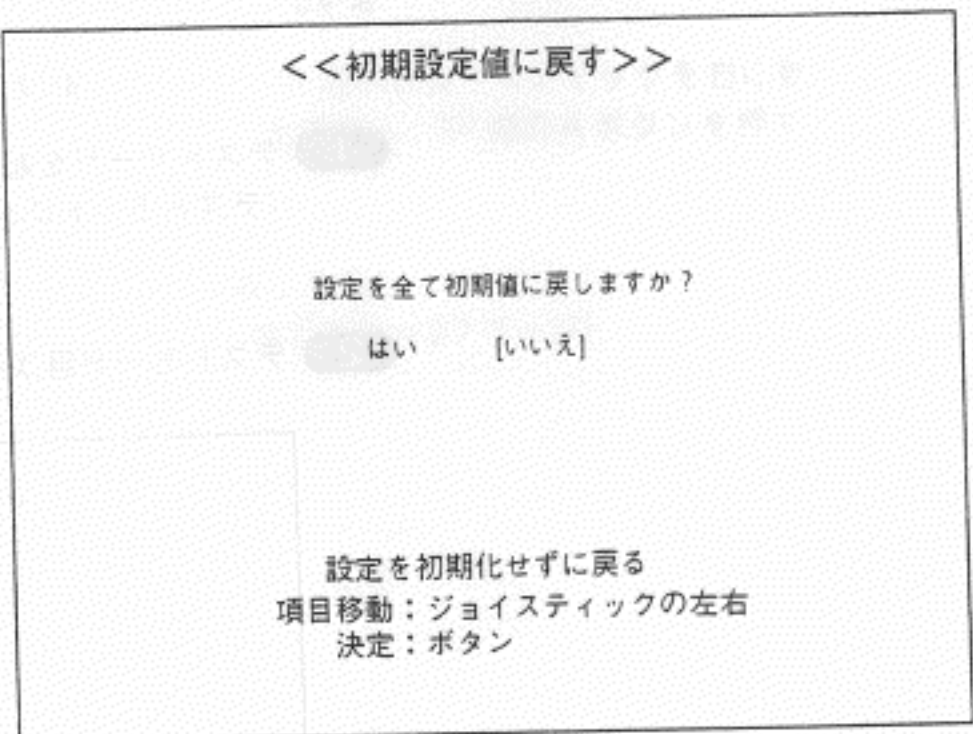 ＜＜初期設定値に戻す＞＞
設定を全て初期値に戻しますか？
はい　　[いいえ]
設定を初期化せずに戻る
項目移動：ジョイスティックの左右
決定：ボタン